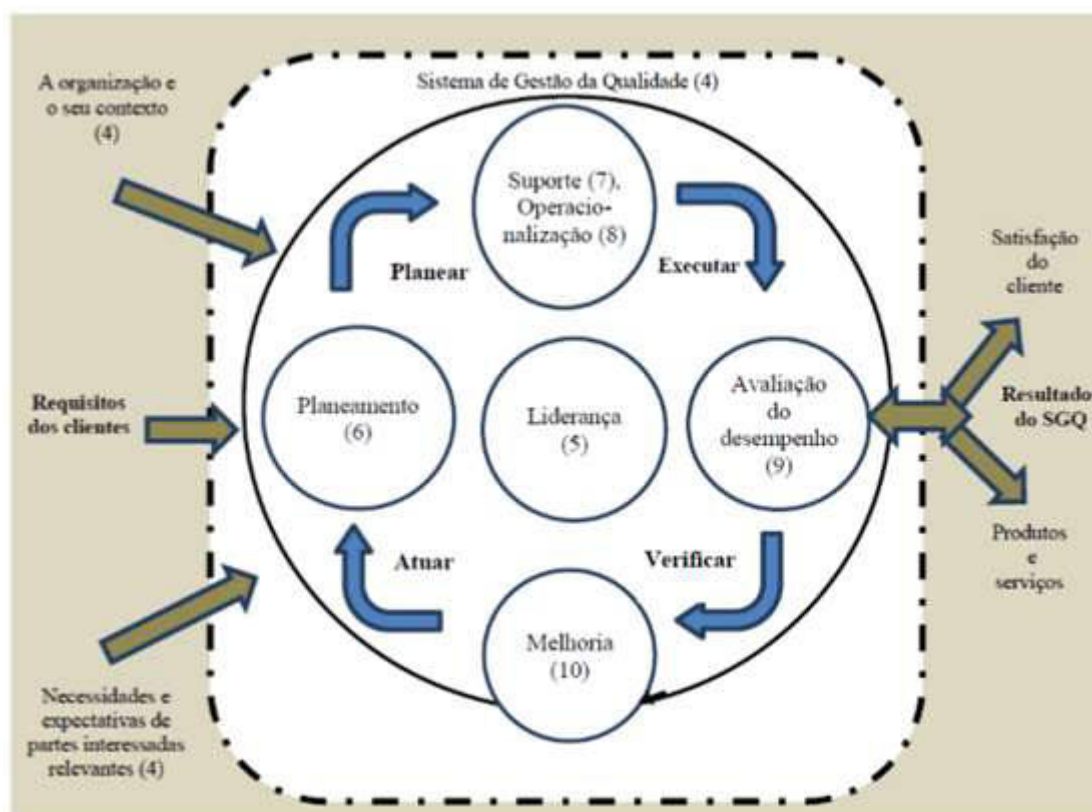 Sistema de Gestão da Qualidade (4)
A organização e
o seu contexto
(4)
Requisitos
dos clientes
Necessidades e
expectativas de
partes interessadas
relevantes (4)
Suporte (7),
Operacio-
nalização (8)
Planear
Executar
Planeamento
(6)
Liderança
(5)
Avaliação
do
desempenho
(9)
Atuar
Verificar
Melhoria
(10)
Satisfação
do
cliente
Resultado
do SGQ
Produtos
e
serviços